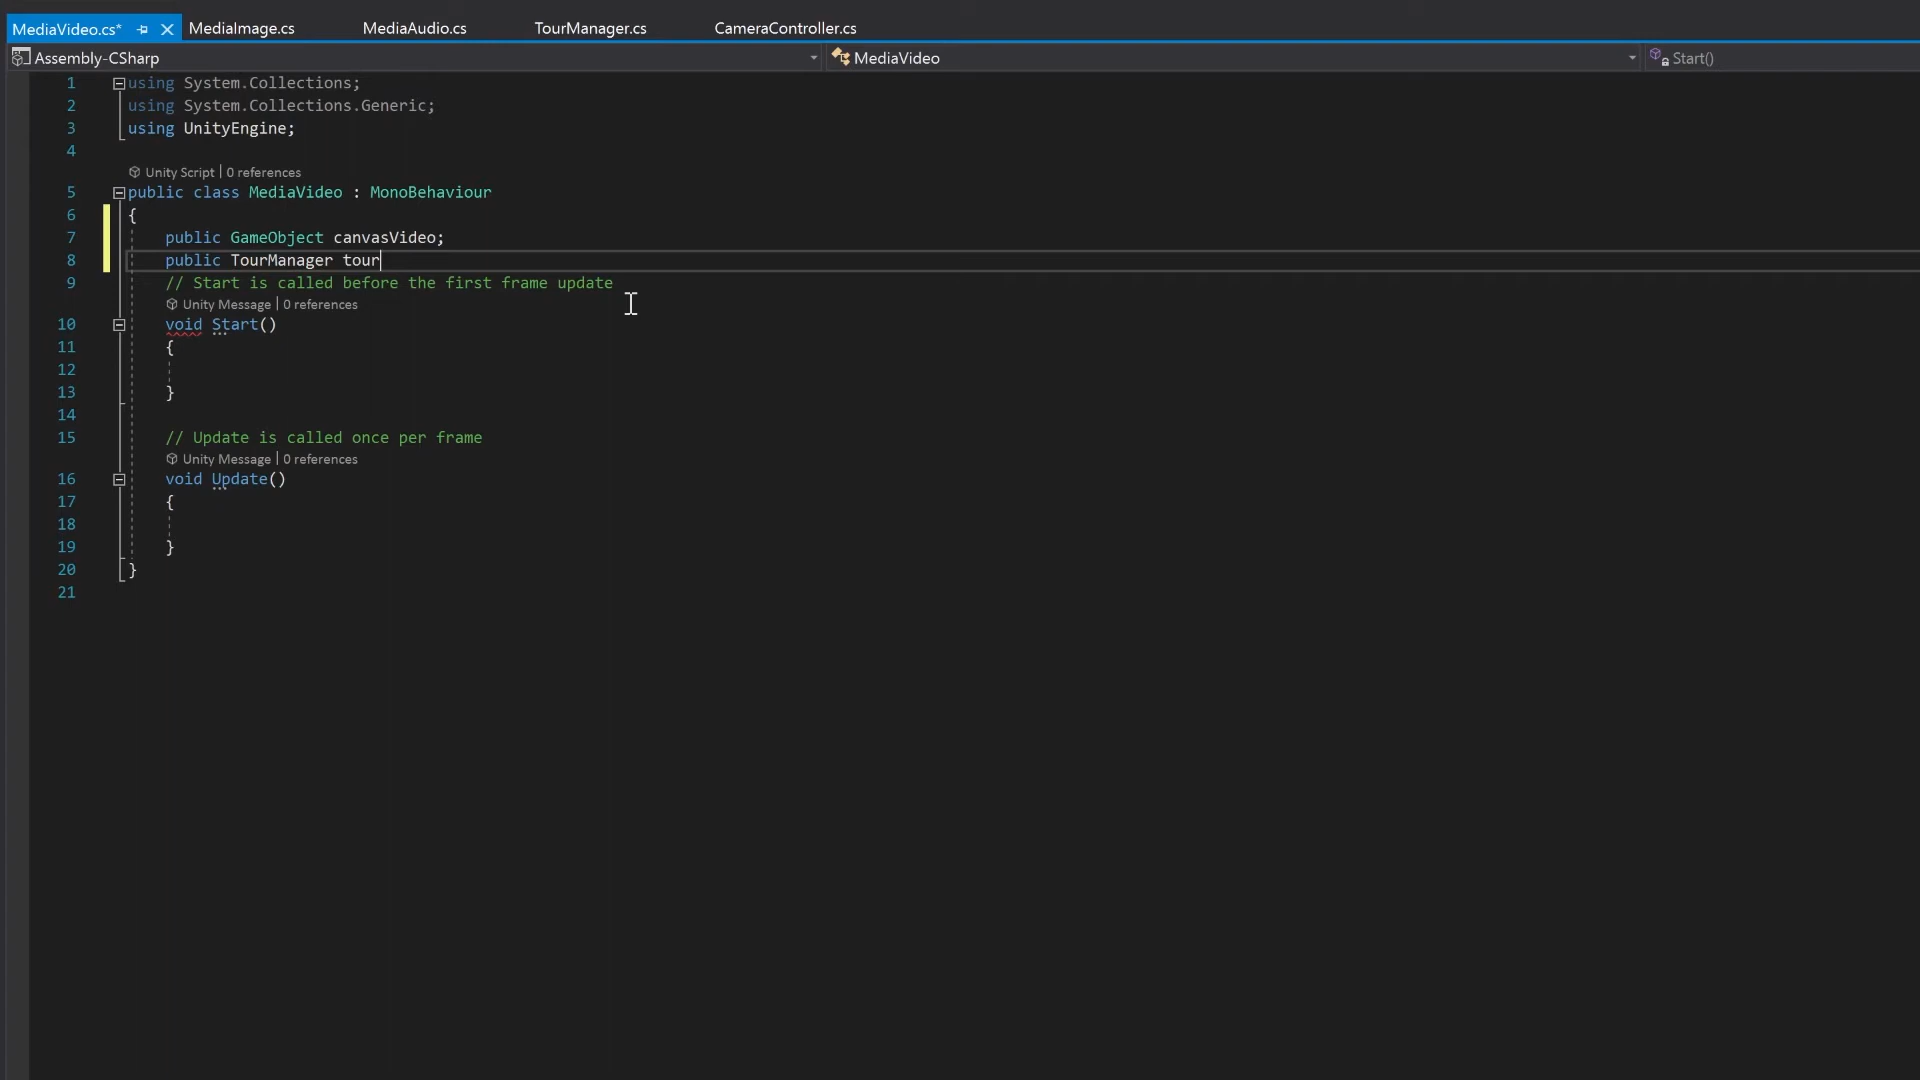 MediaVideo.cs* MediaImage.cs MediaAudio.cs TourManager.cs CameraController.cs
Assembly-CSharp MediaVideo Start()
1 using System.Collections;
2 using System.Collections.Generic;
3 using UnityEngine;
4
Unity Script | 0 references
5 public class MediaVideo : MonoBehaviour
6 {
7 public GameObject canvasVideo;
8 public TourManager tour
9 // Start is called before the first frame update
Unity Message | 0 references
10 void Start()
11 {
12
13 }
14
15 // Update is called once per frame
Unity Message | 0 references
16 void Update()
17 {
18
19 }
20 }
21